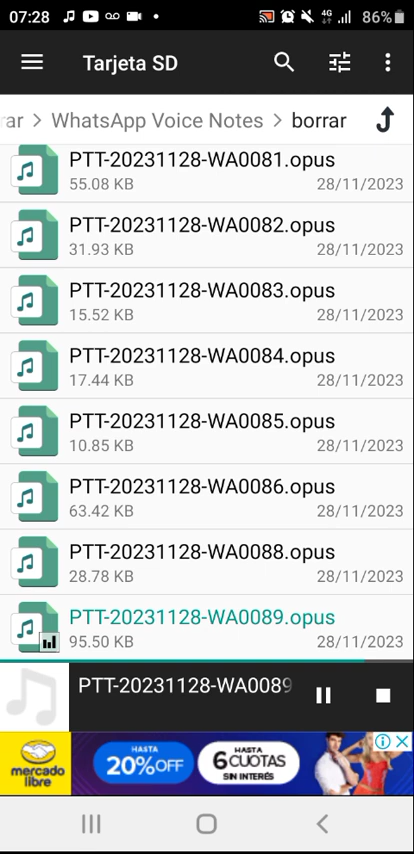 07:28 4G 86%
Tarjeta SD
ar > WhatsApp Voice Notes > borrar
PTT-20231128-WA0081.opus
55.08 KB 28/11/2023
PTT-20231128-WA0082.opus
31.93 KB 28/11/2023
PTT-20231128-WA0083.opus
15.52 KB 28/11/2023
PTT-20231128-WA0084.opus
17.44 KB 28/11/2023
PTT-20231128-WA0085.opus
10.85 KB 28/11/2023
PTT-20231128-WA0086.opus
63.42 KB 28/11/2023
PTT-20231128-WA0088.opus
28.78 KB 28/11/2023
PTT-20231128-WA0089.opus
95.50 KB 28/11/2023
PTT-20231128-WA0089
mercado
libre
HASTA
20% OFF
HASTA
6 CUOTAS
SIN INTERÉS